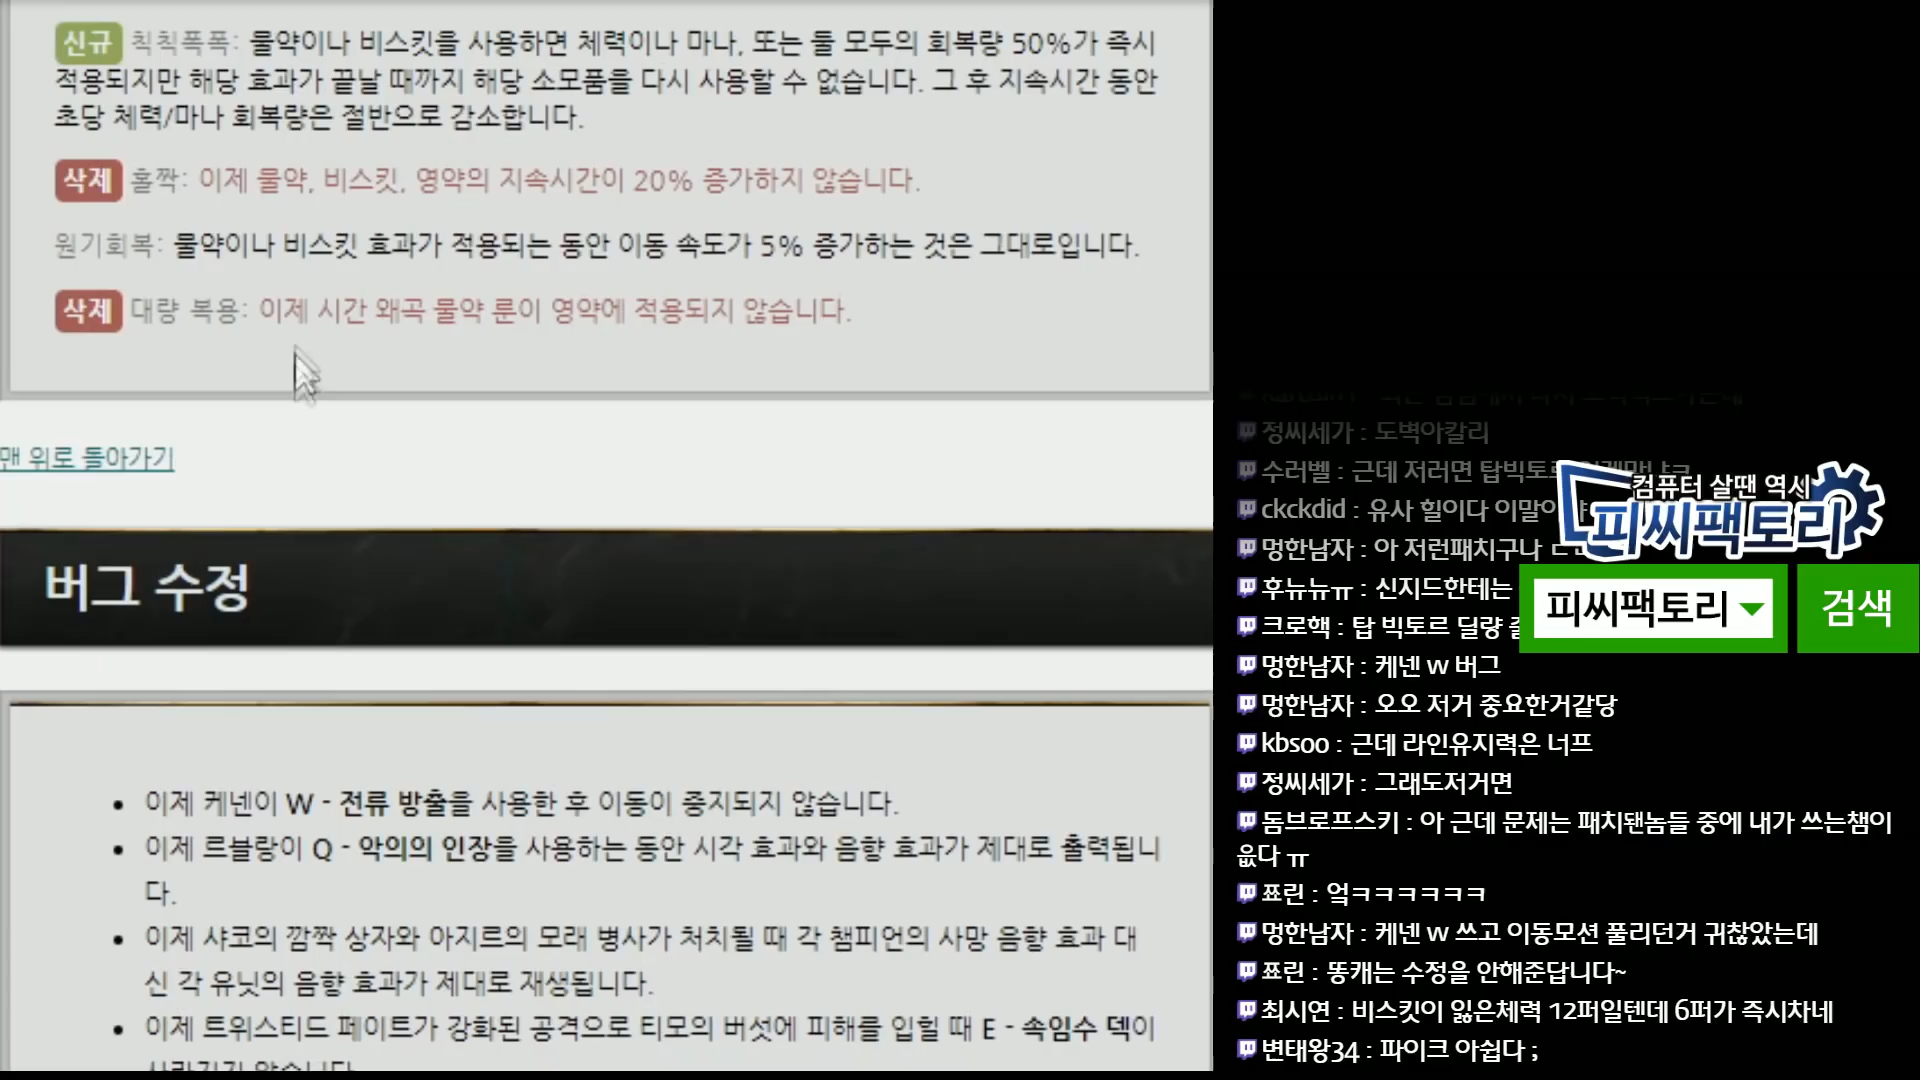 신규 칙칙폭폭: 물약이나 비스킷을 사용하면 체력이나 마나, 또는 둘 모두의 회복량 50%가 즉시
적용되지만 해당 효과가 끝날 때까지 해당 소모품을 다시 사용할 수 없습니다. 그 후 지속시간 동안
초당 체력/마나 회복량은 절반으로 감소합니다.
삭제 홀짝: 이제 물약, 비스킷, 영약의 지속시간이 20% 증가하지 않습니다.
원기회복: 물약이나 비스킷 효과가 적용되는 동안 이동 속도가 5% 증가하는 것은 그대로입니다.
삭제 대량 복용: 이제 시간 왜곡 물약 룬이 영약에 적용되지 않습니다.
맨 위로 돌아가기
버그 수정
• 이제 케넨이 W - 전류 방출을 사용한 후 이동이 중지되지 않습니다.
• 이제 르블랑이 Q - 악의의 인장을 사용하는 동안 시각 효과와 음향 효과가 제대로 출력됩니
다.
• 이제 샤코의 깜짝 상자와 아지르의 모래 병사가 처치될 때 각 챔피언의 사망 음향 효과 대
신 각 유닛의 음향 효과가 제대로 재생됩니다.
• 이제 트위스티드 페이트가 강화된 공격으로 티모의 버섯에 피해를 입힐 때 E - 속임수 덱이
정씨세가 : 도벽아칼리
수러벨 : 근데 저러면
ckckdid : 유사 힐이다
멍한남자 : 아 저런패치구나
후뉴뉴ㅠ : 신지드한테는
크로핵 : 탑 빅토르 딜량
멍한남자 : 케넨 w 버그
멍한남자 : 오오 저거 중요한거같당
kbsoo : 근데 라인유지력은 너프
정씨세가 : 그래도저거면
돔브로프스키 : 아 근데 문제는 패치됀놈들 중에 내가 쓰는챔이
읎다 ㅠ
표린 : 엌ㅋㅋㅋㅋㅋㅋ
멍한남자 : 케넨 w 쓰고 이동모션 풀리던거 귀찮았는데
표린 : 똥캐는 수정을 안해준답니다~
최시연 : 비스킷이 잃은체력 12퍼일텐데 6퍼가 즉시차네
변태왕34 : 파이크 아쉽다 ;
컴퓨터 살땐 역시
피씨팩토리
피씨팩토리 검색